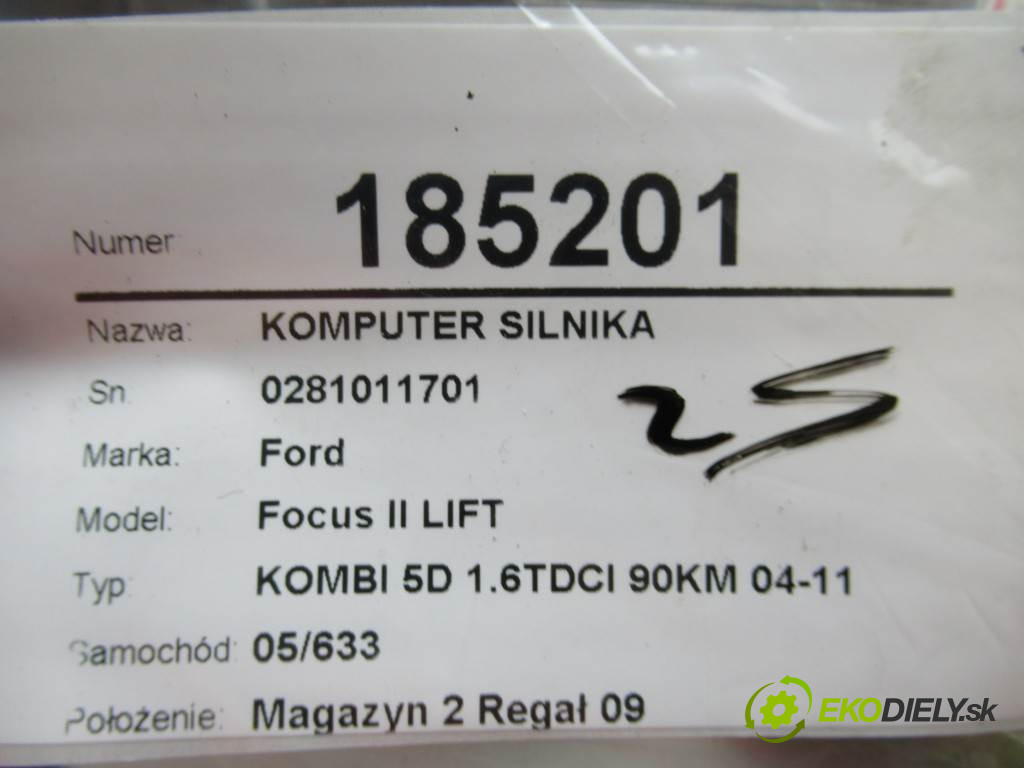 Numer 185201
Nazwa: KOMPUTER SILNIKA
Sn 0281011701
25
Marka: Ford
Model: Focus II LIFT
Typ: KOMBI 5D 1.6TDCI 90KM 04-11
Samochód: 05/633
Położenie: Magazyn 2 Regał 09
EKODIELY.sk